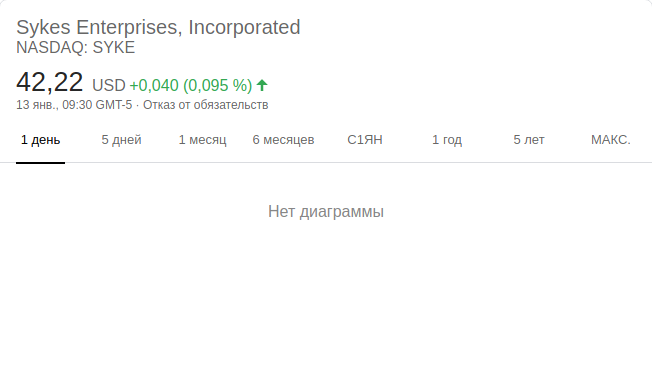 Sykes Enterprises, Incorporated
NASDAQ: SYKE
42,22 USD +0,040 (0,095 %)
13 янв., 09:30 GMT-5 · Отказ от обязательств
1 день 5 дней 1 месяц 6 месяцев С1ЯН 1 год 5 лет МАКС.
Нет диаграммы